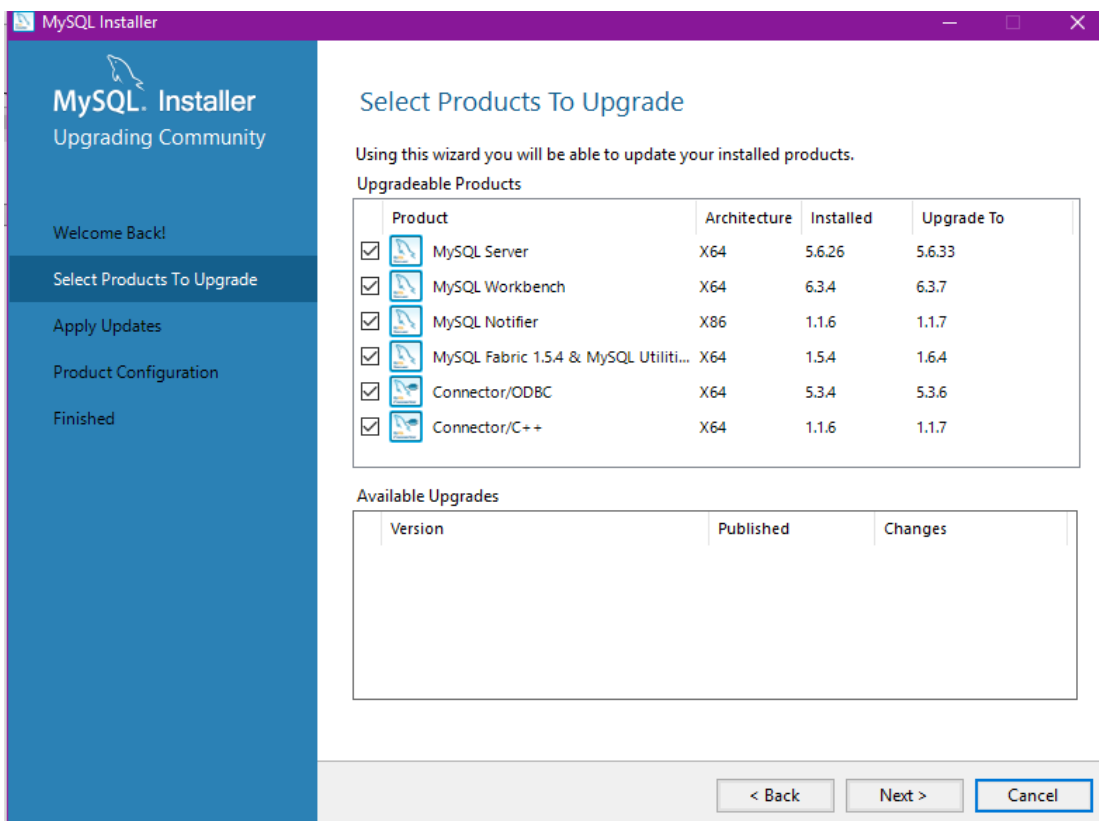 MySQL Installer
MySQL. Installer
Upgrading Community
Welcome Back!
Select Products To Upgrade
Apply Updates
Product Configuration
Finished
Select Products To Upgrade
Using this wizard you will be able to update your installed products.
Upgradeable Products
Product Architecture Installed Upgrade To
MySQL Server X64 5.6.26 5.6.33
MySQL Workbench X64 6.3.4 6.3.7
MySQL Notifier X86 1.1.6 1.1.7
MySQL Fabric 1.5.4 & MySQL Utiliti... X64 1.5.4 1.6.4
Connector/ODBC X64 5.3.4 5.3.6
Connector/C++ X64 1.1.6 1.1.7
Available Upgrades
Version Published Changes
< Back Next > Cancel